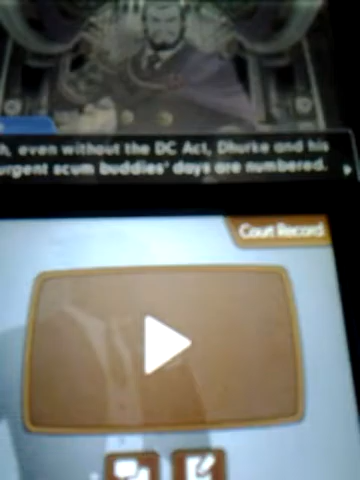 h, even without the DC Act, Dhurke and his
urgent scum buddies' days are numbered.
Court Record